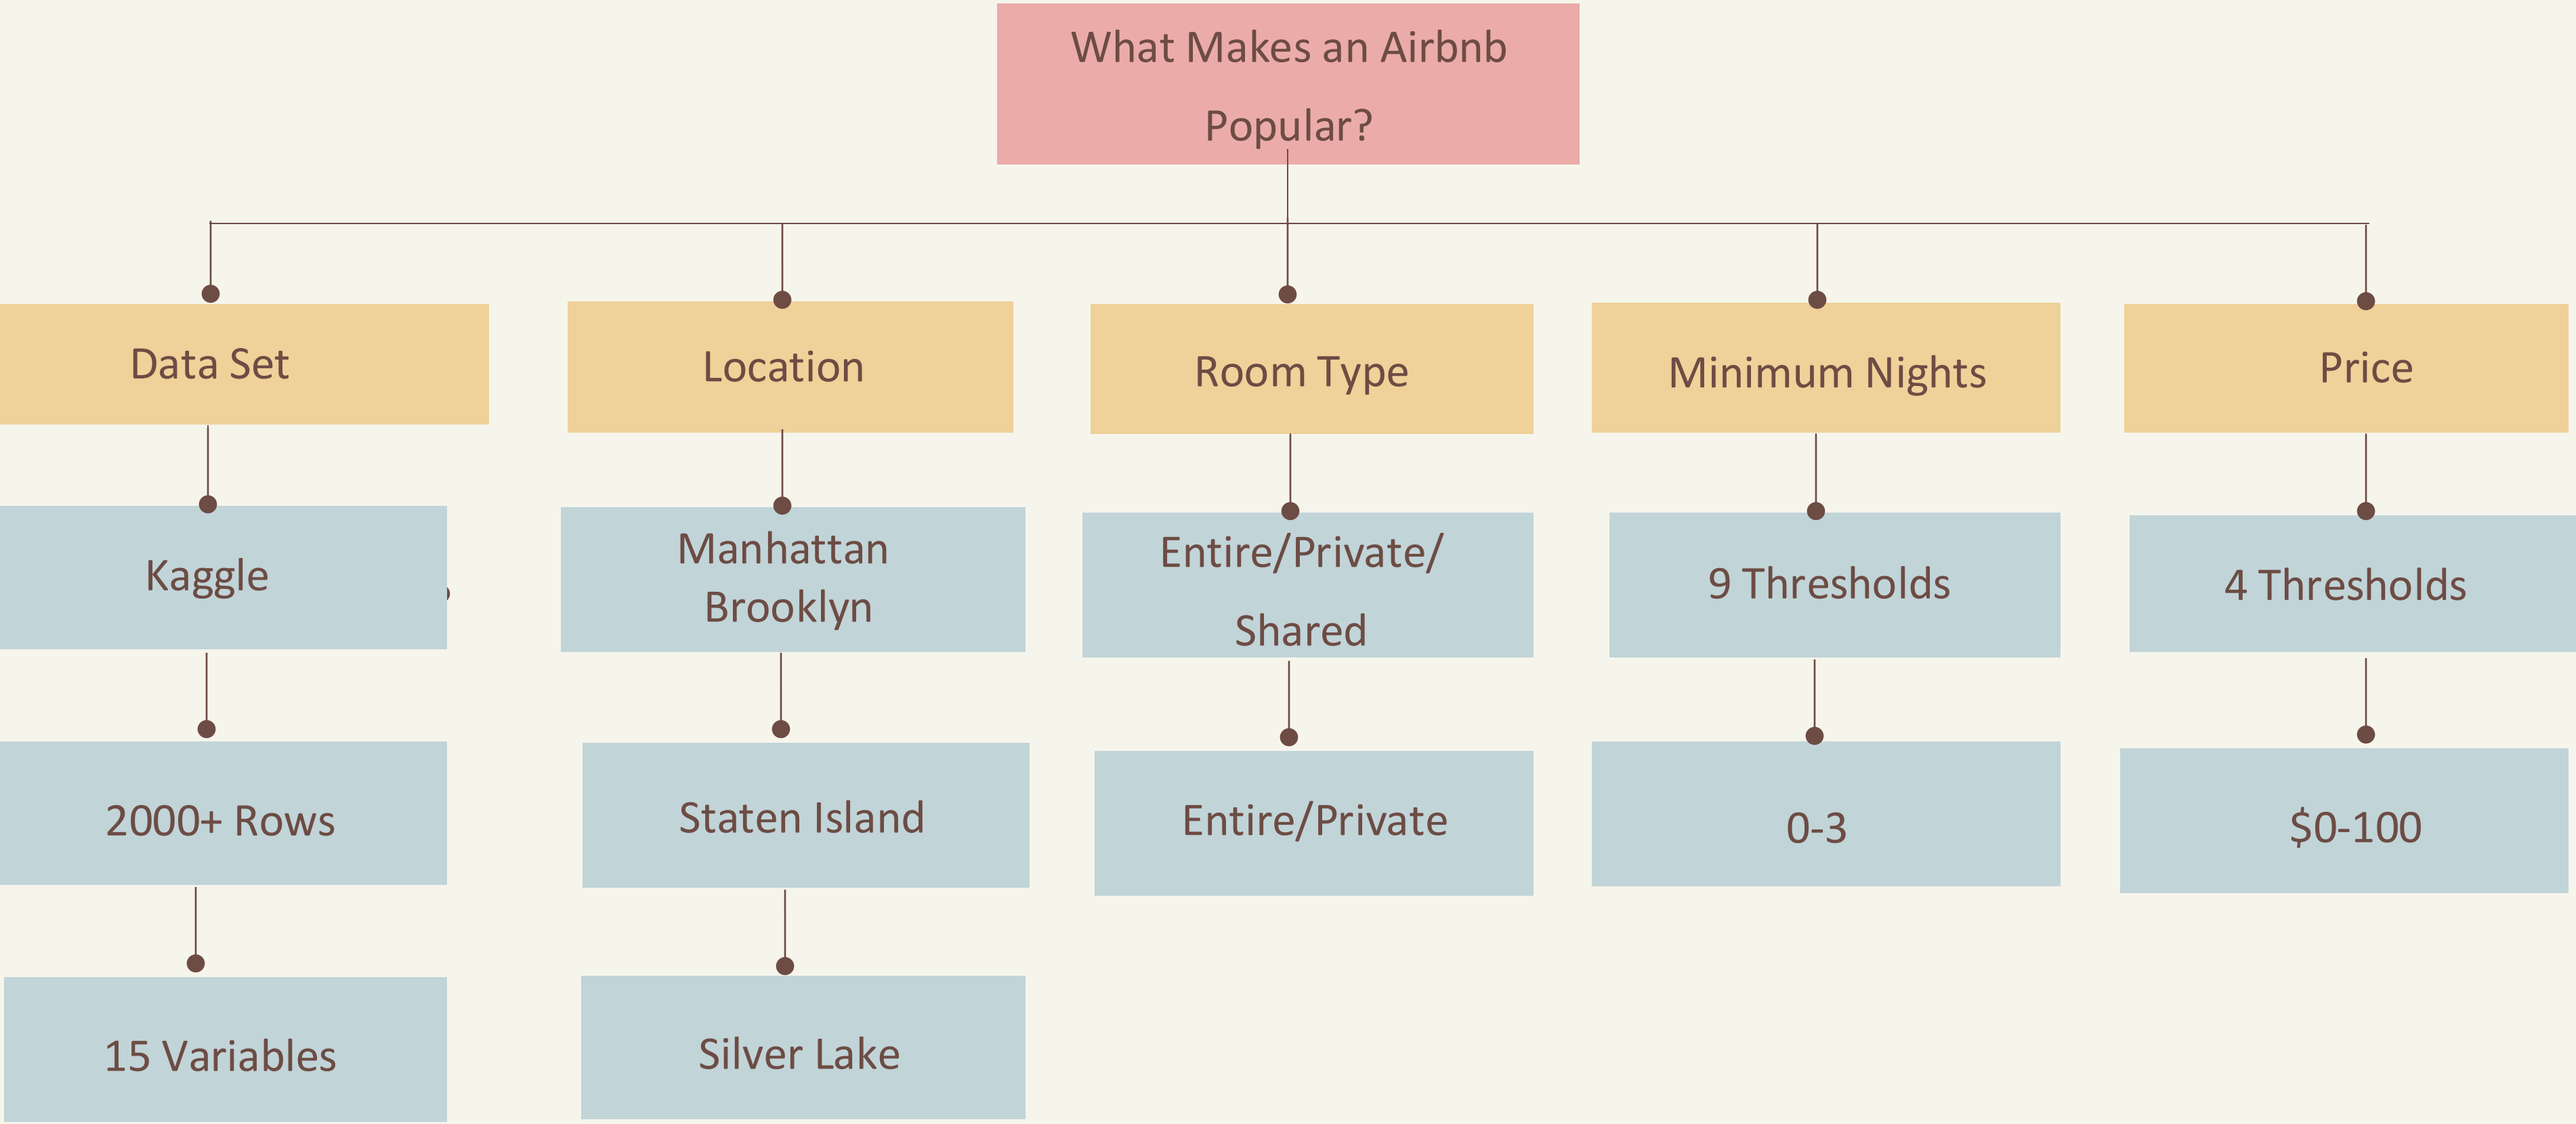 What Makes an Airbnb
Popular?
Data Set
Location
Room Type
Minimum Nights
Price
Kaggle
Manhattan
Brooklyn
Entire/Private/
Shared
9 Thresholds
4 Thresholds
2000+ Rows
Staten Island
Entire/Private
0-3
$0-100
15 Variables
Silver Lake